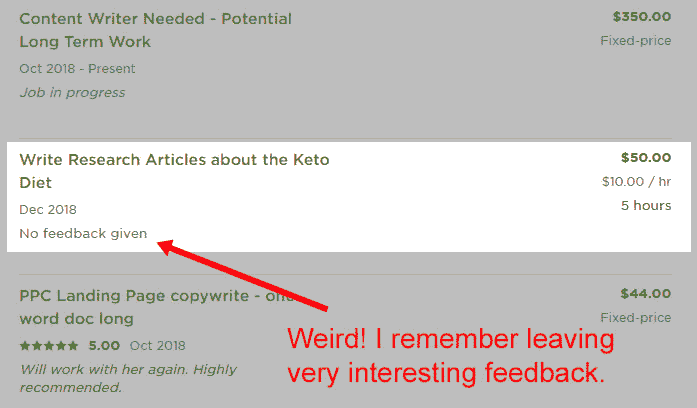 Content Writer Needed - Potential
Long Term Work
$350.00
Fixed-price
Oct 2018 - Present
Job in progress
Write Research Articles about the Keto
Diet
$50.00
$10.00 / hr
5 hours
Dec 2018
No feedback given
PPC Landing Page copywrite -
word doc long
$44.00
Fixed-price
★★★★★ 5.00 Oct 2018
Will work with her again. Highly
recommended.
Weird! I remember leaving
very interesting feedback.